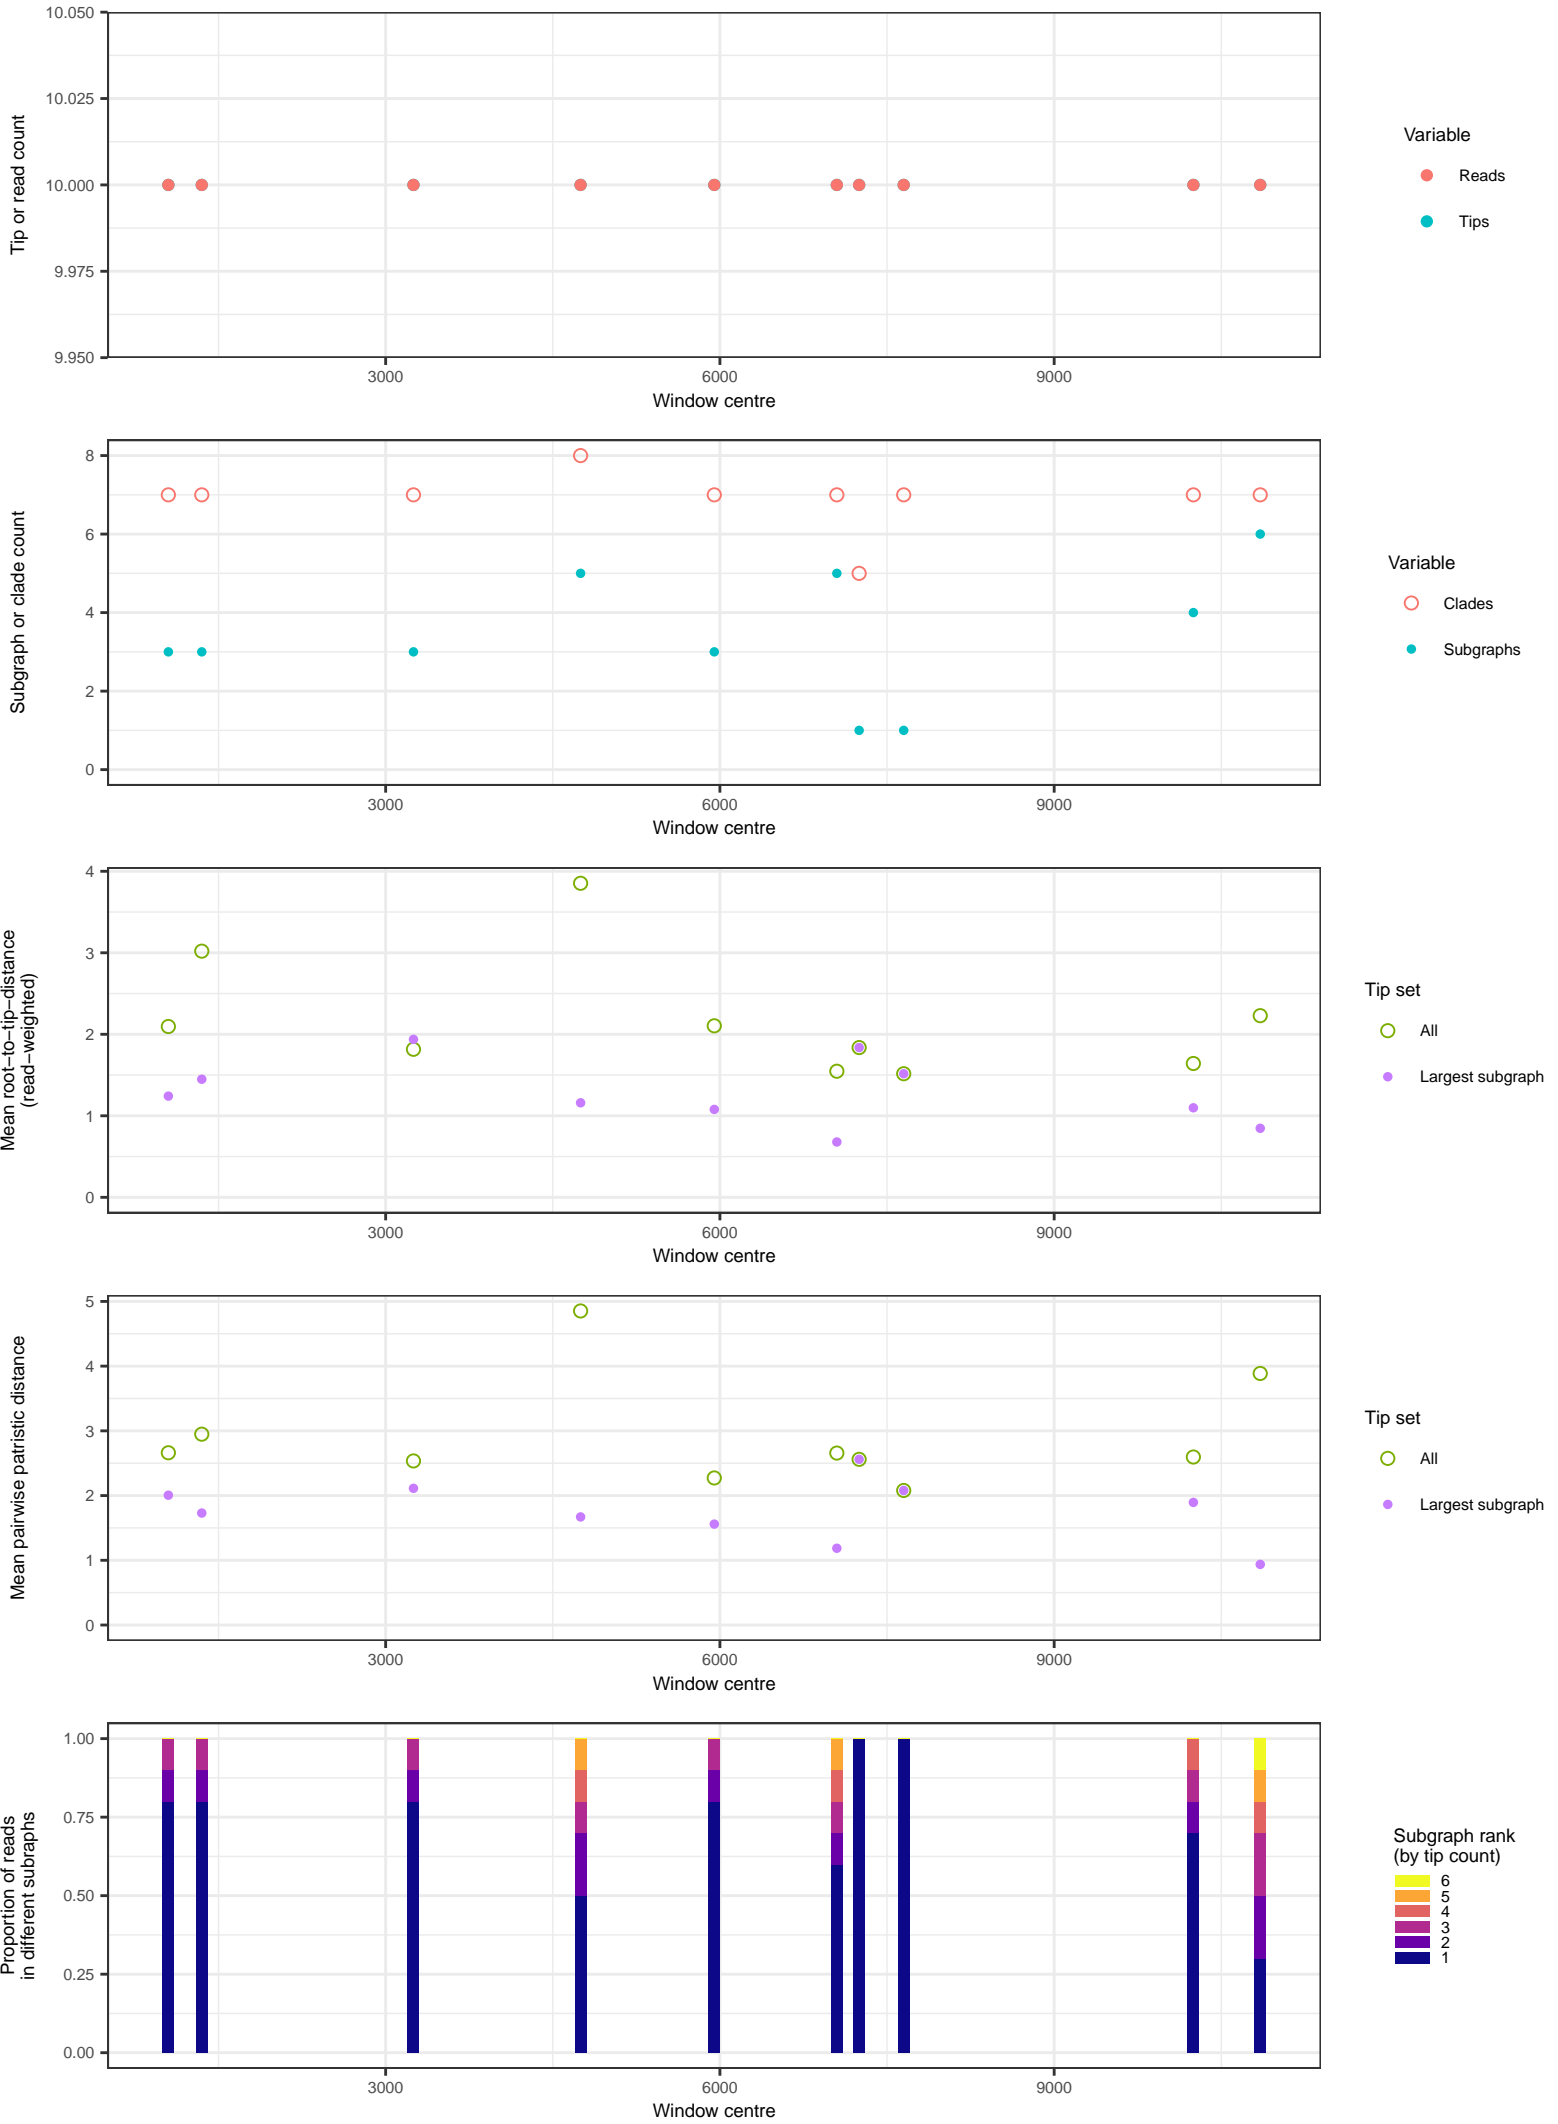 10.050
10.025
10.000
9.975
9.950
Tip or read count
3000
6000
9000
Window centre
Variable
Reads
Tips
8
6
4
2
0
Subgraph or clade count
3000
6000
9000
Window centre
Variable
Clades
Subgraphs
4
3
2
1
0
Mean root−to−tip−distance
(read−weighted)
3000
6000
9000
Window centre
Tip set
All
Largest subgraph
5
4
3
2
1
0
Mean pairwise patristic distance
3000
6000
9000
Window centre
Tip set
All
Largest subgraph
1.00
0.75
0.50
0.25
0.00
Proportion of reads
in different subraphs
3000
6000
9000
Window centre
Subgraph rank
(by tip count)
6
5
4
3
2
1